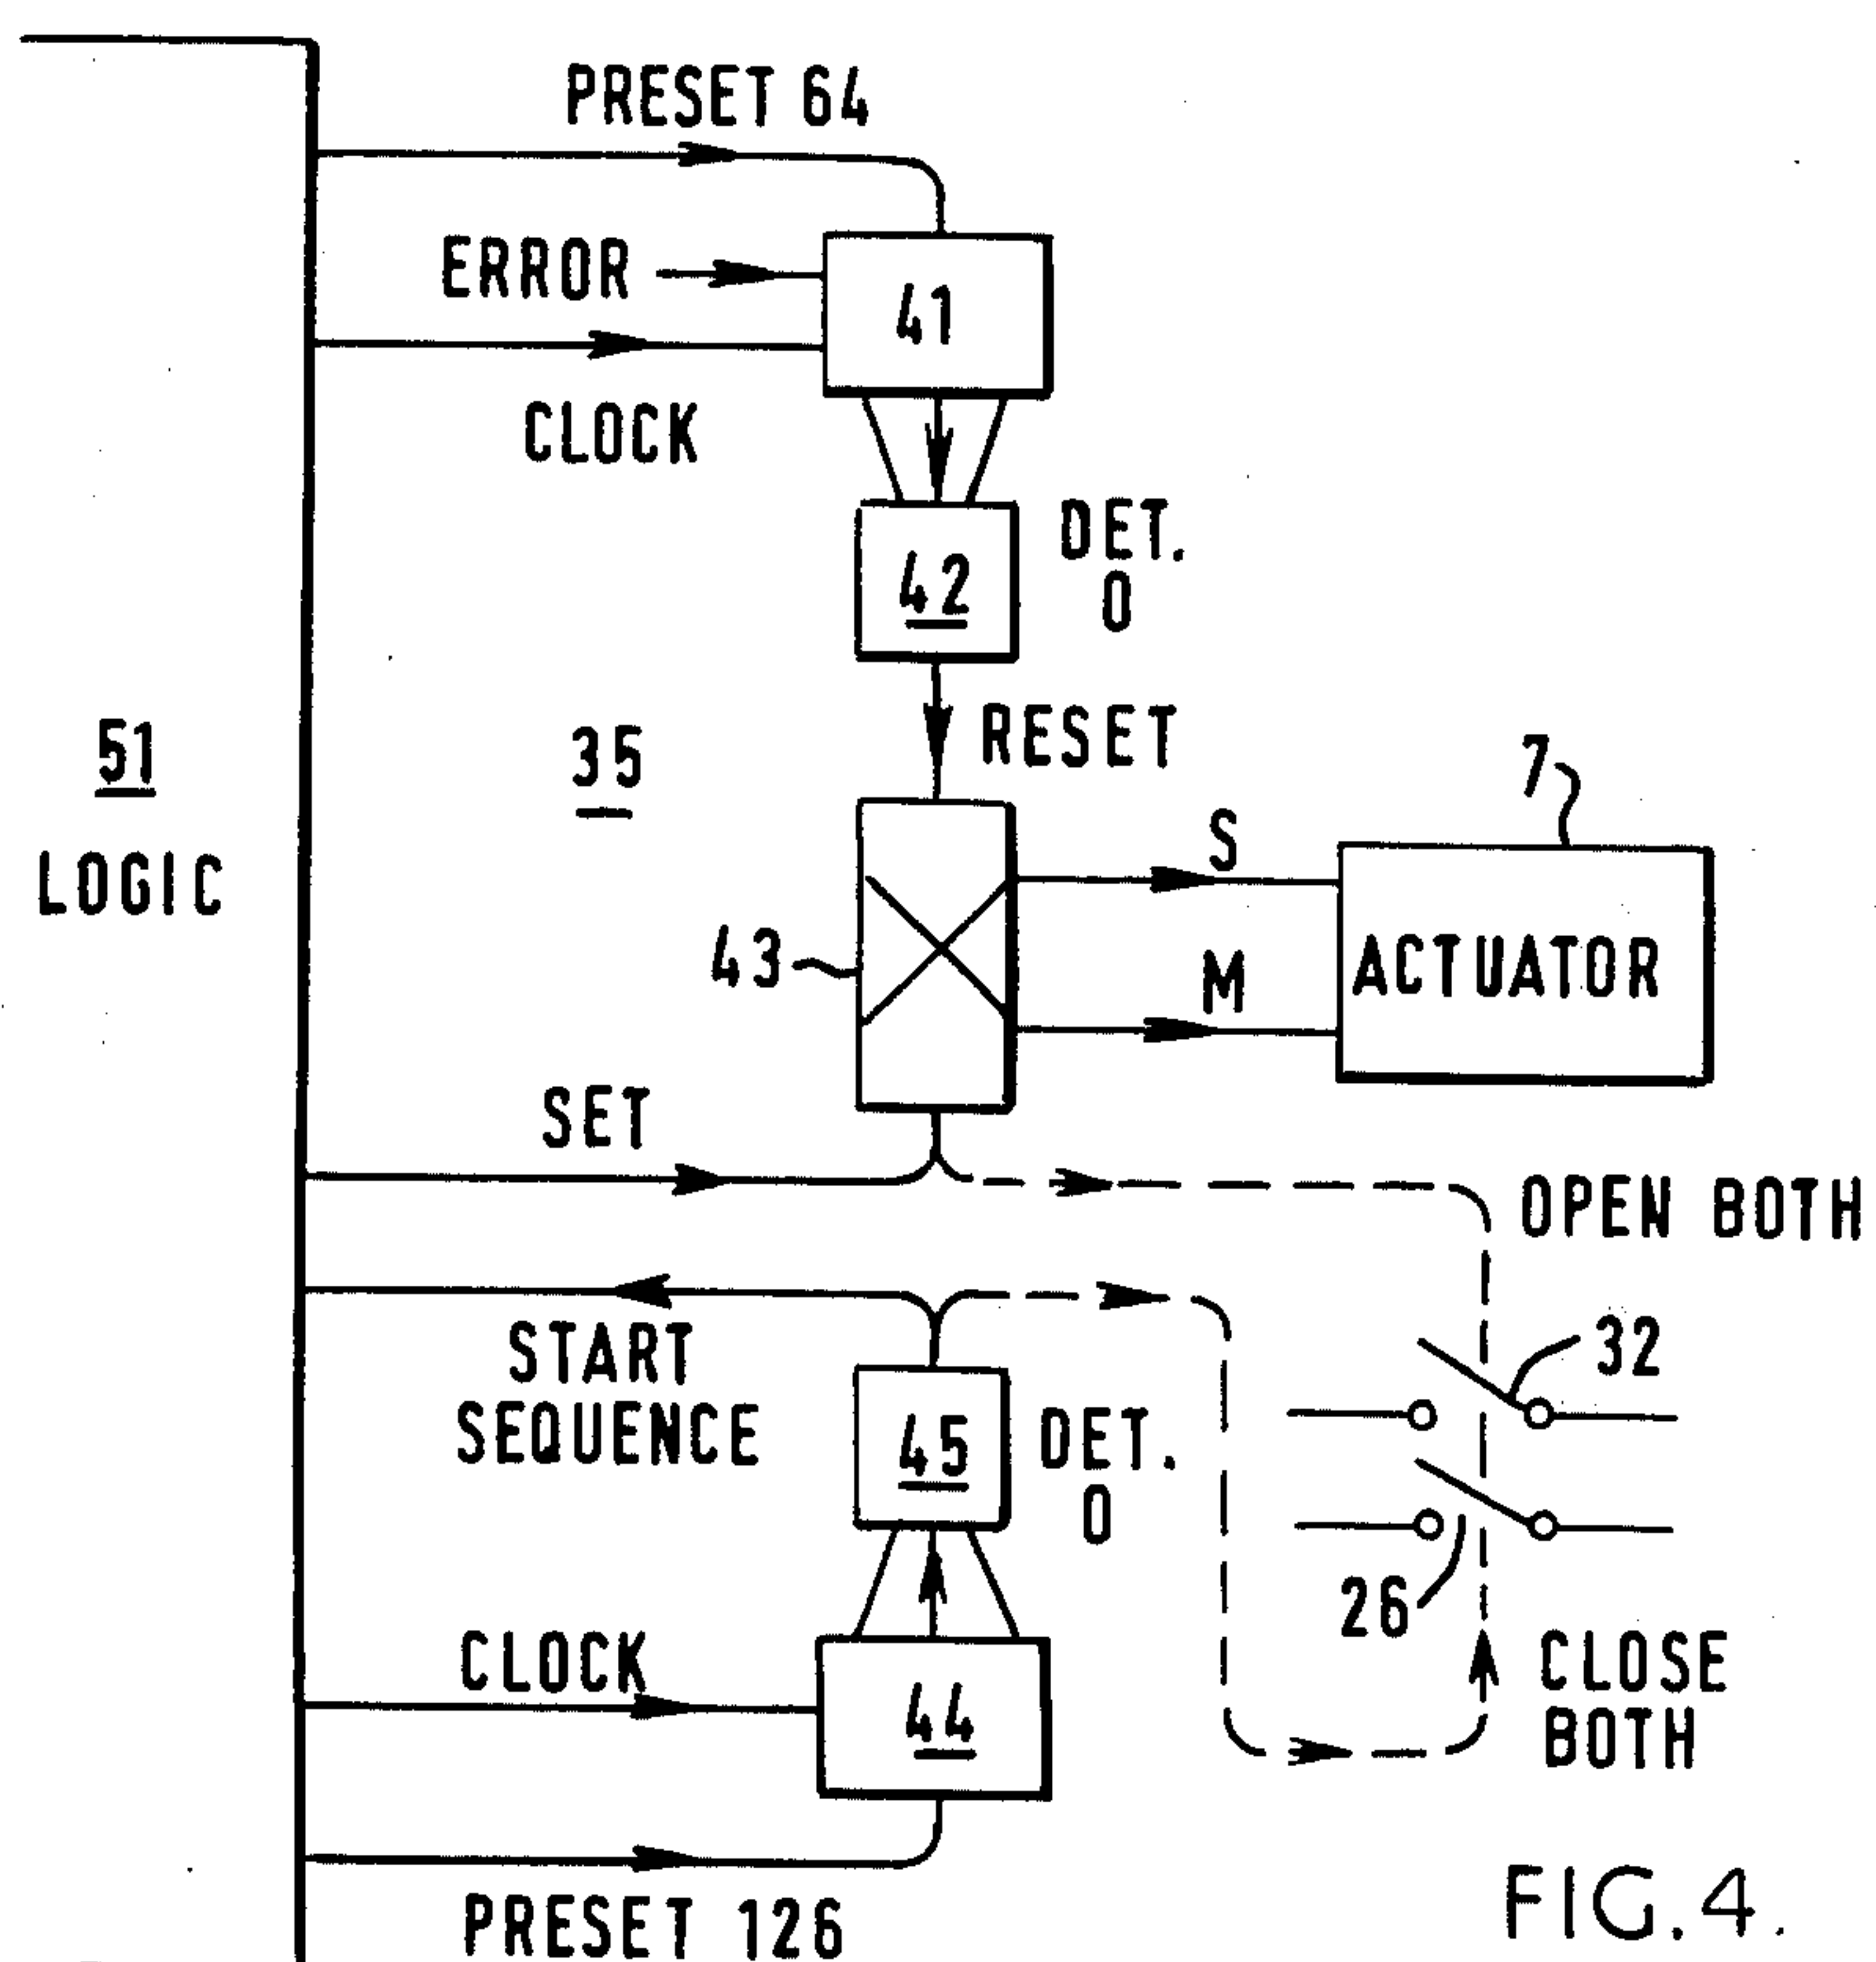 PRESET 64
ERROR
41
CLOCK
DET.
0
42
RESET
51
35
7
LOGIC
S
43
M
ACTUATOR
SET
OPEN BOTH
START
SEQUENCE
32
45
DET.
0
26
CLOCK
CLOSE
BOTH
44
PRESET 126
FIG.4.